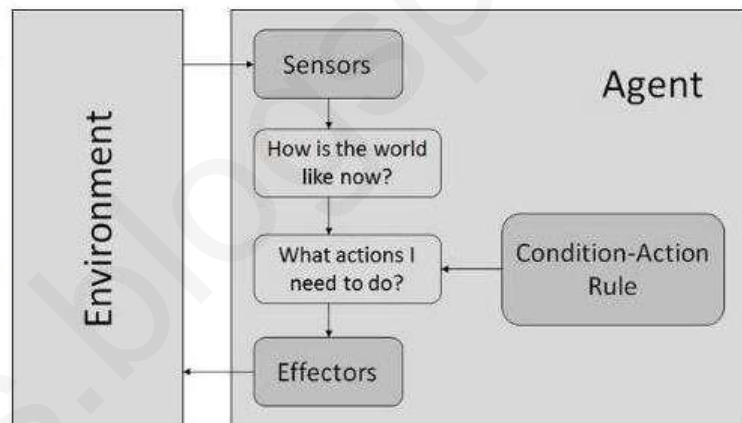 Environment
Sensors
Agent
How is the world
like now?
What actions I
need to do?
Condition-Action
Rule
Effectors